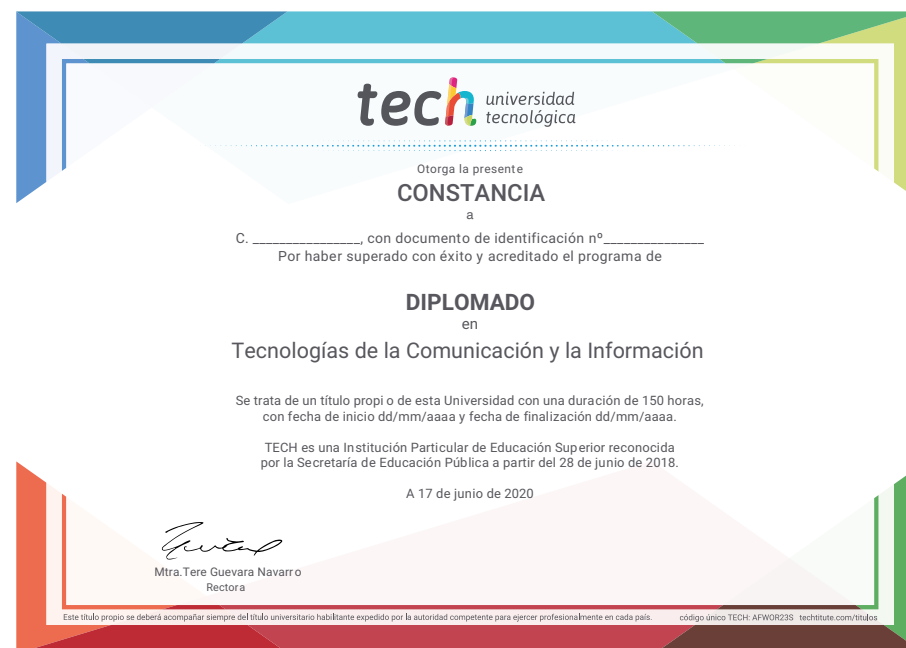 tech universidad
tecnológica
Otorga la presente
CONSTANCIA
a
C. ________________, con documento de identificación nº_______________
Por haber superado con éxito y acreditado el programa de
DIPLOMADO
en
Tecnologías de la Comunicación y la Información
Se trata de un título propi o de esta Universidad con una duración de 150 horas,
con fecha de inicio dd/mm/aaaa y fecha de finalización dd/mm/aaaa.
TECH es una Institución Particular de Educación Superior reconocida
por la Secretaría de Educación Pública a partir del 28 de junio de 2018.
A 17 de junio de 2020
Mtra.Tere Guevara Navarro
Rectora
Este título propio se deberá acompañar siempre del título universitario habilitante expedido por la autoridad competente para ejercer profesionalmente en cada país. código único TECH: AFWOR23S techtitute.com/titulos